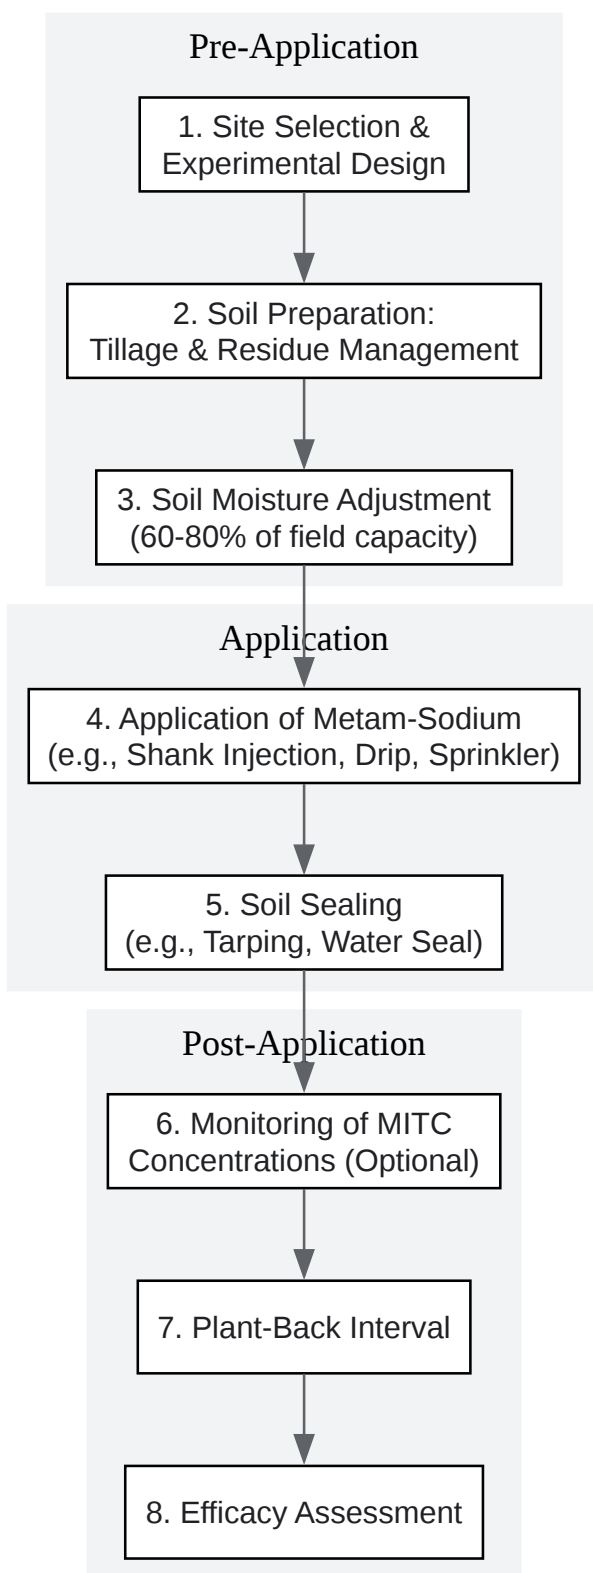 Pre-Application
1. Site Selection &
Experimental Design
2. Soil Preparation:
Tillage & Residue Management
3. Soil Moisture Adjustment
(60-80% of field capacity)
Application
4. Application of Metam-Sodium
(e.g., Shank Injection, Drip, Sprinkler)
5. Soil Sealing
(e.g., Tarping, Water Seal)
Post-Application
6. Monitoring of MITC
Concentrations (Optional)
7. Plant-Back Interval
8. Efficacy Assessment